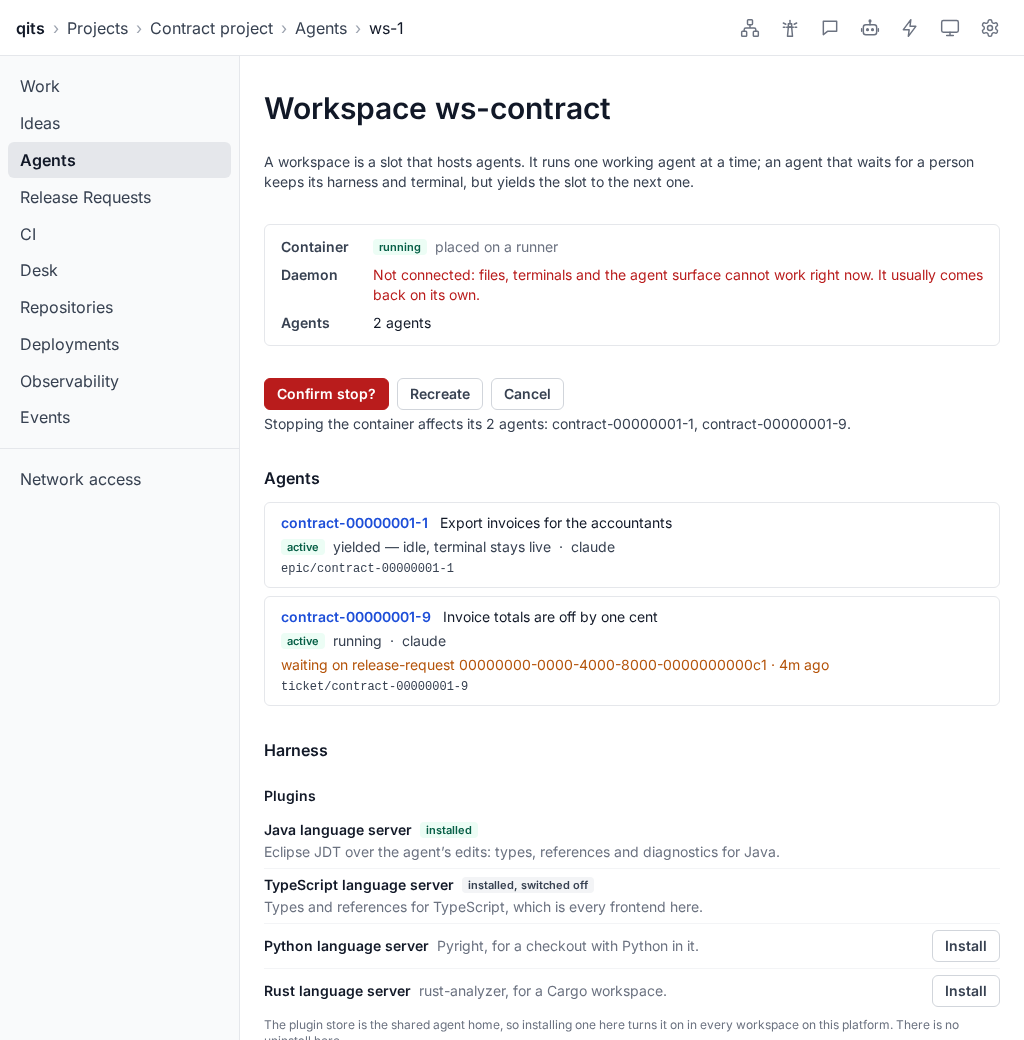 qits › Projects › Contract project › Agents › ws-1
Work
Ideas
Agents
Release Requests
CI
Desk
Repositories
Deployments
Observability
Events
Network access
Workspace ws-contract
A workspace is a slot that hosts agents. It runs one working agent at a time; an agent that waits for a person
keeps its harness and terminal, but yields the slot to the next one.
Container running placed on a runner
Daemon Not connected: files, terminals and the agent surface cannot work right now. It usually comes
back on its own.
Agents 2 agents
Confirm stop? Recreate Cancel
Stopping the container affects its 2 agents: contract-00000001-1, contract-00000001-9.
Agents
contract-00000001-1 Export invoices for the accountants
active yielded — idle, terminal stays live · claude
epic/contract-00000001-1
contract-00000001-9 Invoice totals are off by one cent
active running · claude
waiting on release-request 00000000-0000-4000-8000-0000000000c1 · 4m ago
ticket/contract-00000001-9
Harness
Plugins
Java language server installed
Eclipse JDT over the agent’s edits: types, references and diagnostics for Java.
TypeScript language server installed, switched off
Types and references for TypeScript, which is every frontend here.
Python language server Pyright, for a checkout with Python in it. Install
Rust language server rust-analyzer, for a Cargo workspace. Install
The plugin store is the shared agent home, so installing one here turns it on in every workspace on this platform. There is no
uninstall here.